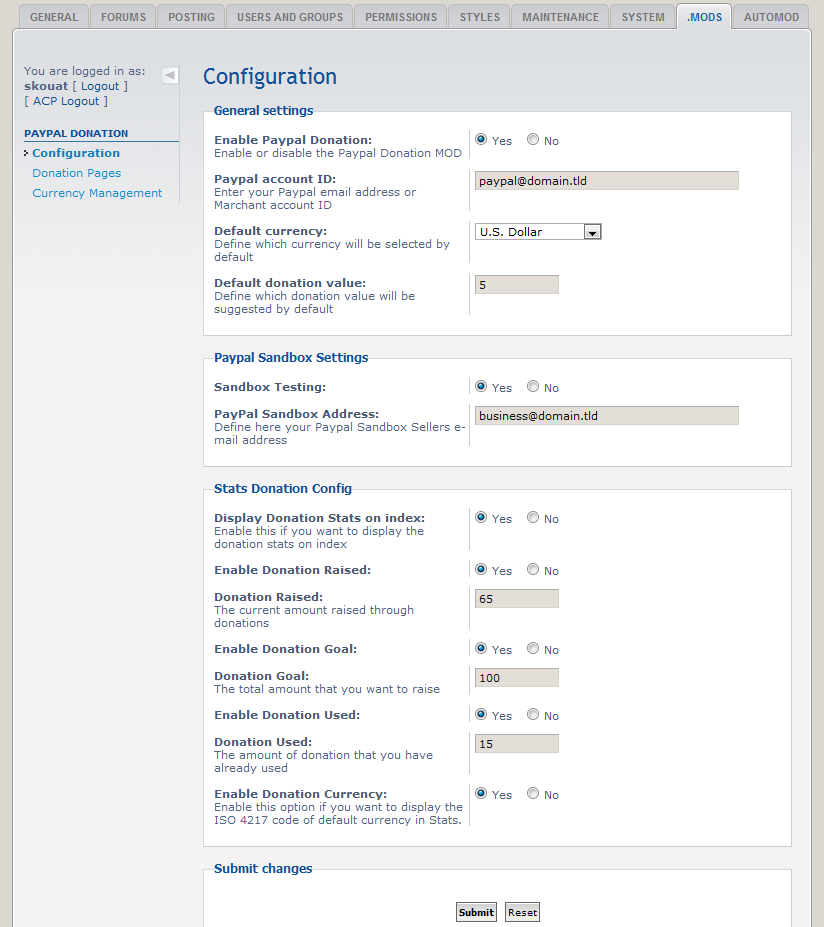 GENERAL FORUMS POSTING USERS AND GROUPS PERMISSIONS STYLES MAINTENANCE SYSTEM .MODS AUTOMOD
You are logged in as:
skouat [ Logout ]
[ ACP Logout ]
PAYPAL DONATION
Configuration
Donation Pages
Currency Management
Configuration
General settings
Enable Paypal Donation:
Enable or disable the Paypal Donation MOD
Yes No
Paypal account ID:
Enter your Paypal email address or
Marchant account ID
paypal@domain.tld
Default currency:
Define which currency will be selected by
default
U.S. Dollar
Default donation value:
Define which donation value will be
suggested by default
5
Paypal Sandbox Settings
Sandbox Testing:
Yes No
PayPal Sandbox Address:
Define here your Paypal Sandbox Sellers e-
mail address
business@domain.tld
Stats Donation Config
Display Donation Stats on index:
Enable this if you want to display the
donation stats on index
Yes No
Enable Donation Raised:
Yes No
Donation Raised:
The current amount raised through
donations
65
Enable Donation Goal:
Yes No
Donation Goal:
The total amount that you want to raise
100
Enable Donation Used:
Yes No
Donation Used:
The amount of donation that you have
already used
15
Enable Donation Currency:
Enable this option if you want to display the
ISO 4217 code of default currency in Stats.
Yes No
Submit changes
Submit Reset